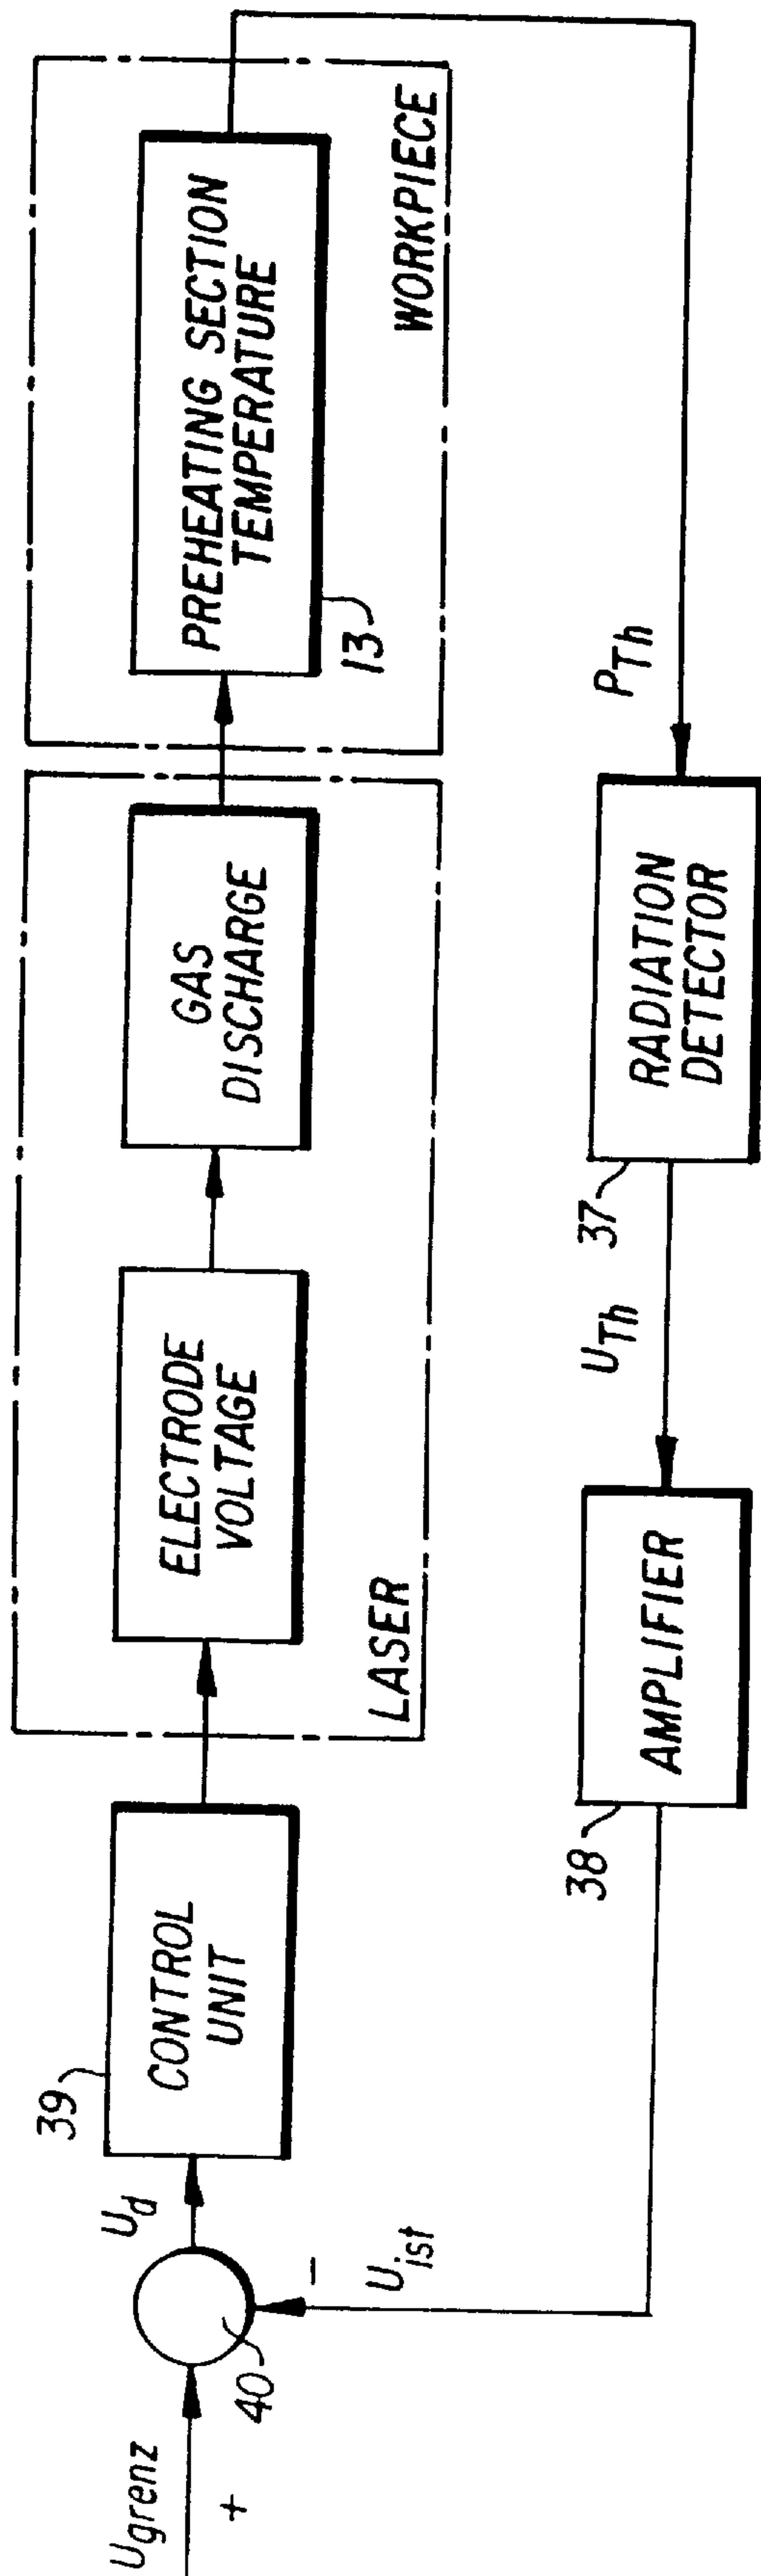 Ugrenz
+
40
Ud
39
CONTROL
UNIT
LASER
ELECTRODE
VOLTAGE
GAS
DISCHARGE
WORKPIECE
PREHEATING SECTION
TEMPERATURE
13
PTh
RADIATION
DETECTOR
37
UTh
AMPLIFIER
38
Uist
-